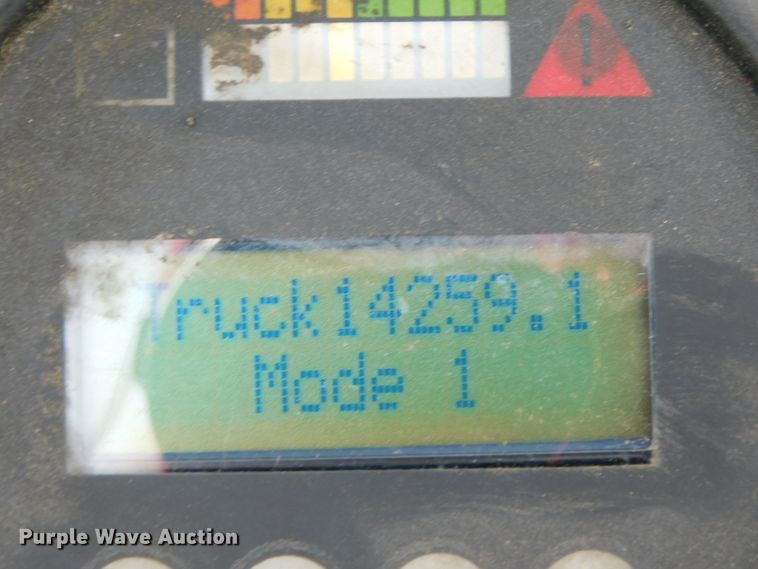 Truck14259.1
Mode 1
Purple Wave Auction